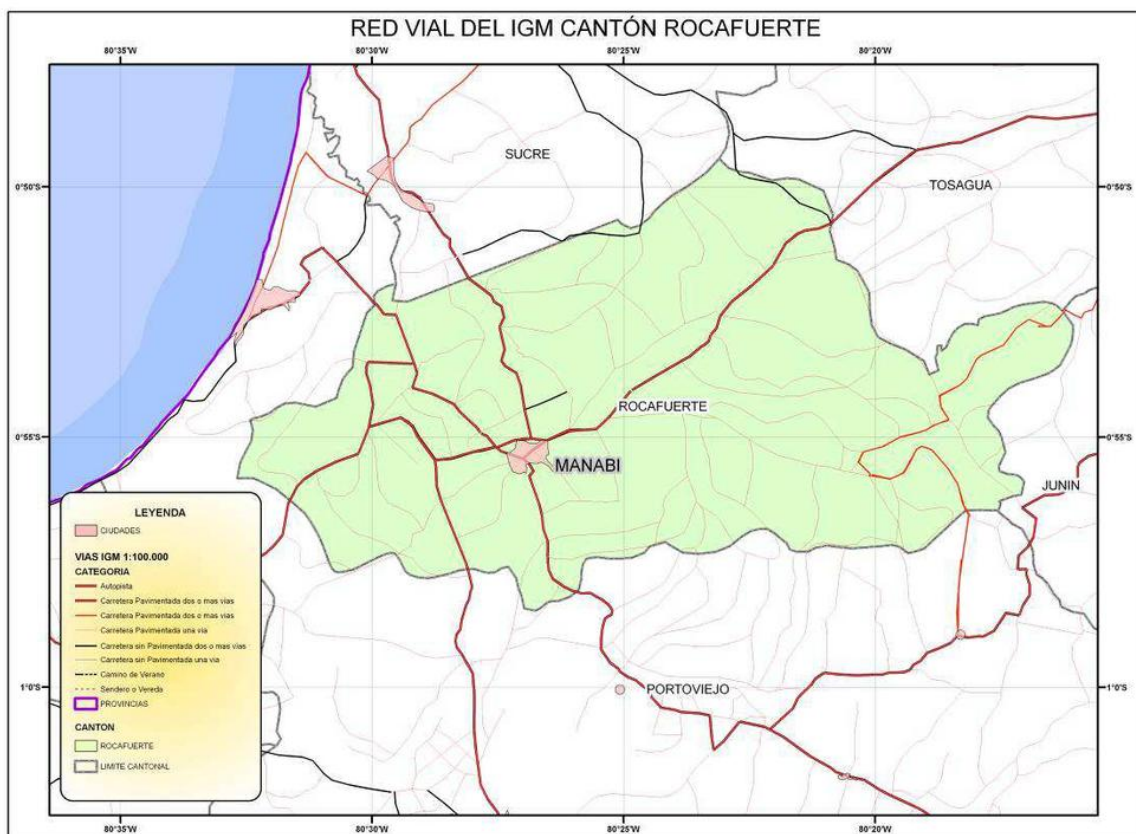 RED VIAL DEL IGM CANTÓN ROCAFUERTE
80°35'W 80°30'W 80°25'W 80°20'W
SUCRE
TOSAGUA
0°50'S 0°50'S
ROCAFUERTE
0°55'S 0°55'S
MANABI
JUNIN
PORTOVIEJO
1°0'S 1°0'S
LEYENDA
CIUDADES
VIAS IGM 1:100.000
CATEGORIA
Autopista
Carretera Pavimentada dos o mas vias
Carretera Pavimentada dos o mas vias
Carretera Pavimentada una via
Carretera sin Pavimentada dos o mas vias
Carretera sin Pavimentada una via
Camino de Verano
Sendero o Vereda
PROVINCIAS
CANTON
ROCAFUERTE
LIMITE CANTONAL
80°35'W 80°30'W 80°25'W 80°20'W